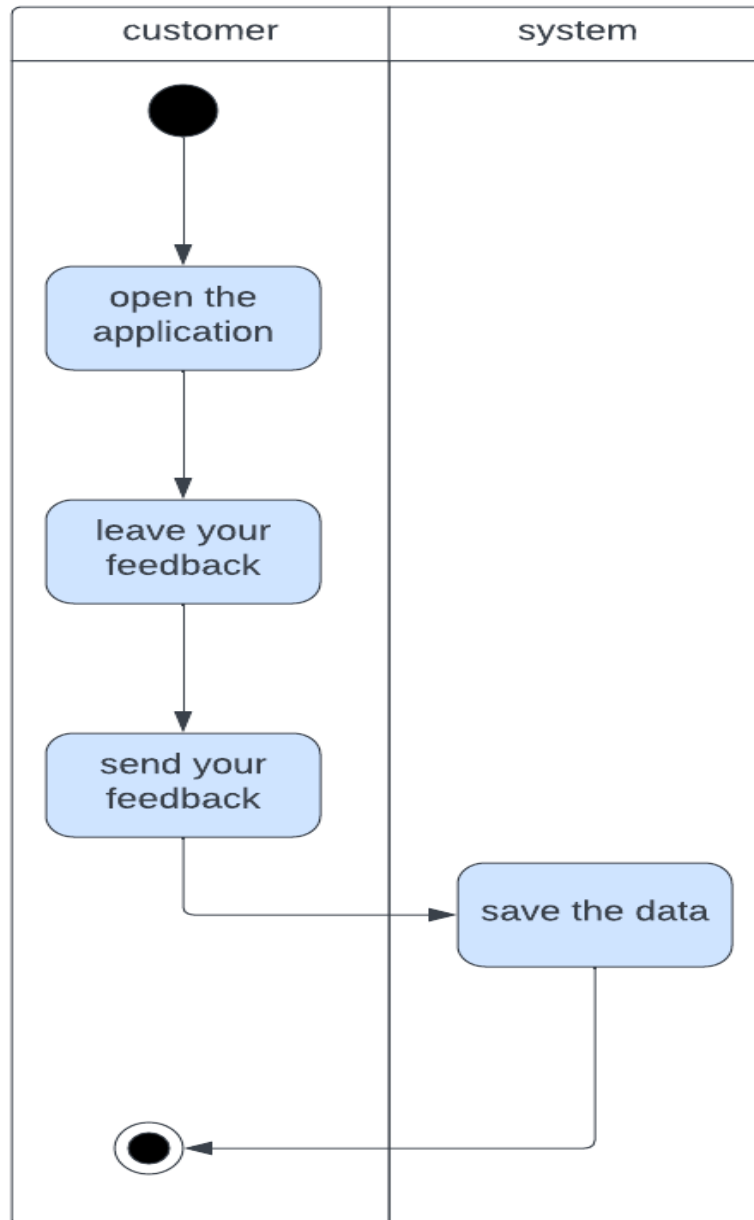 customer
system
open the
application
leave your
feedback
send your
feedback
save the data